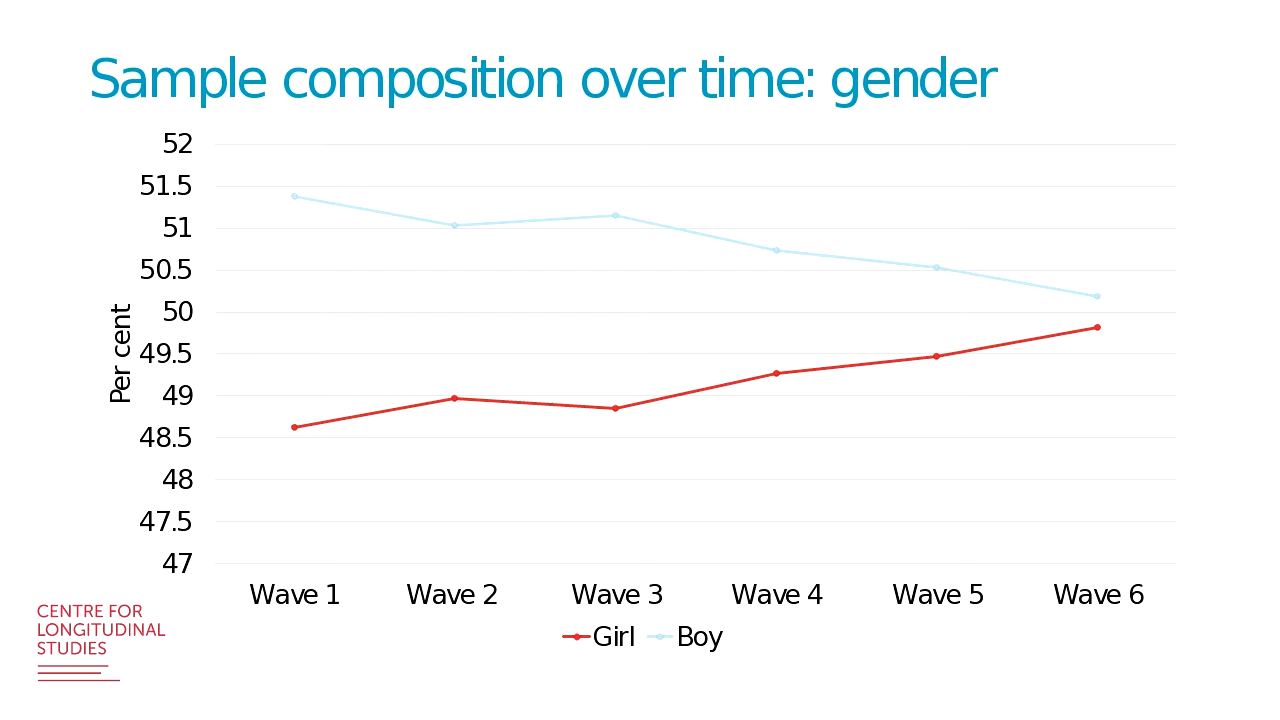 Sample composition over time: gender
52
51.5
51
50.5
50
49.5
49
48.5
48
47.5
47
Per cent
Wave 1 Wave 2 Wave 3 Wave 4 Wave 5 Wave 6
Girl Boy
CENTRE FOR
LONGITUDINAL
STUDIES